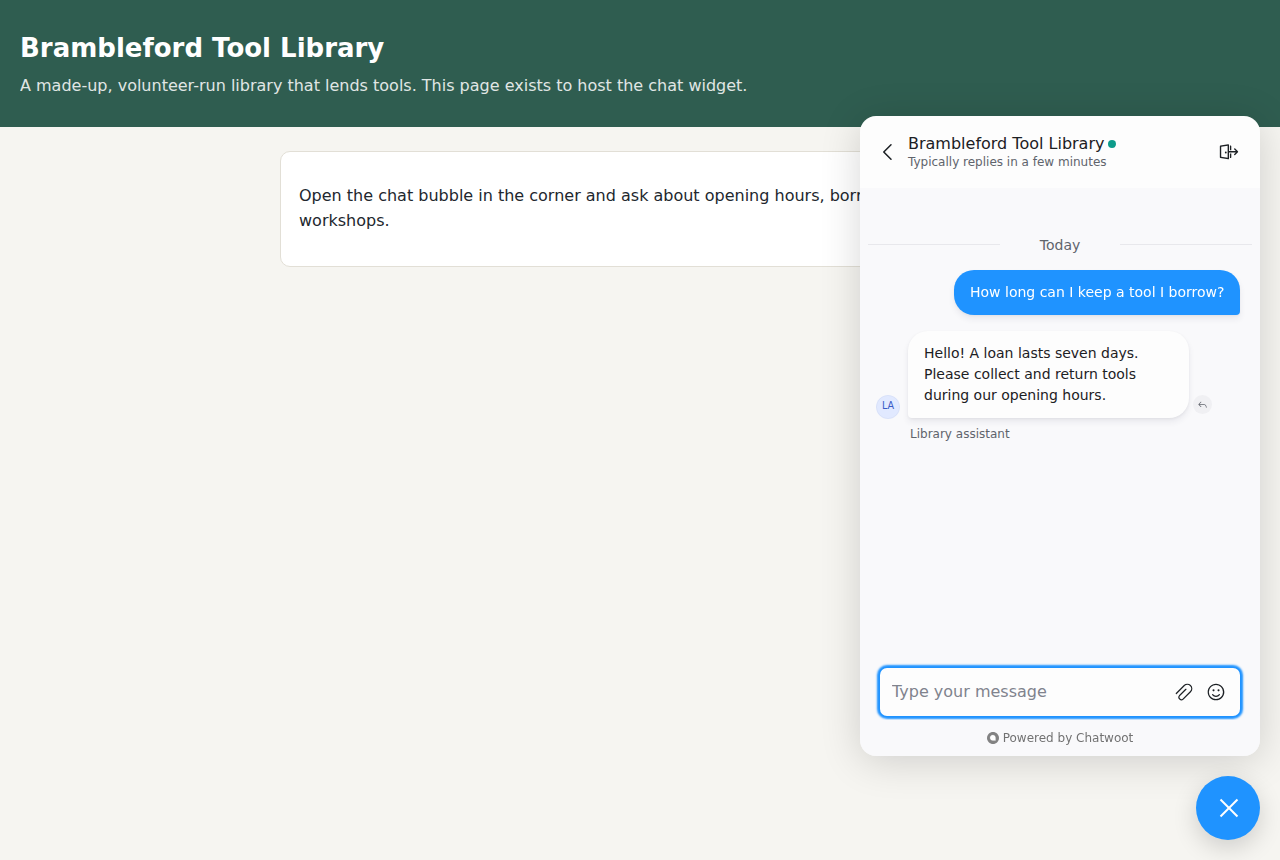 Brambleford Tool Library
A made-up, volunteer-run library that lends tools. This page exists to host the chat widget.
Open the chat bubble in the corner and ask about opening hours,
workshops.
Brambleford Tool Library
Typically replies in a few minutes
Today
How long can I keep a tool I borrow?
Hello! A loan lasts seven days.
Please collect and return tools
during our opening hours.
LA
Library assistant
Type your message
Powered by Chatwoot